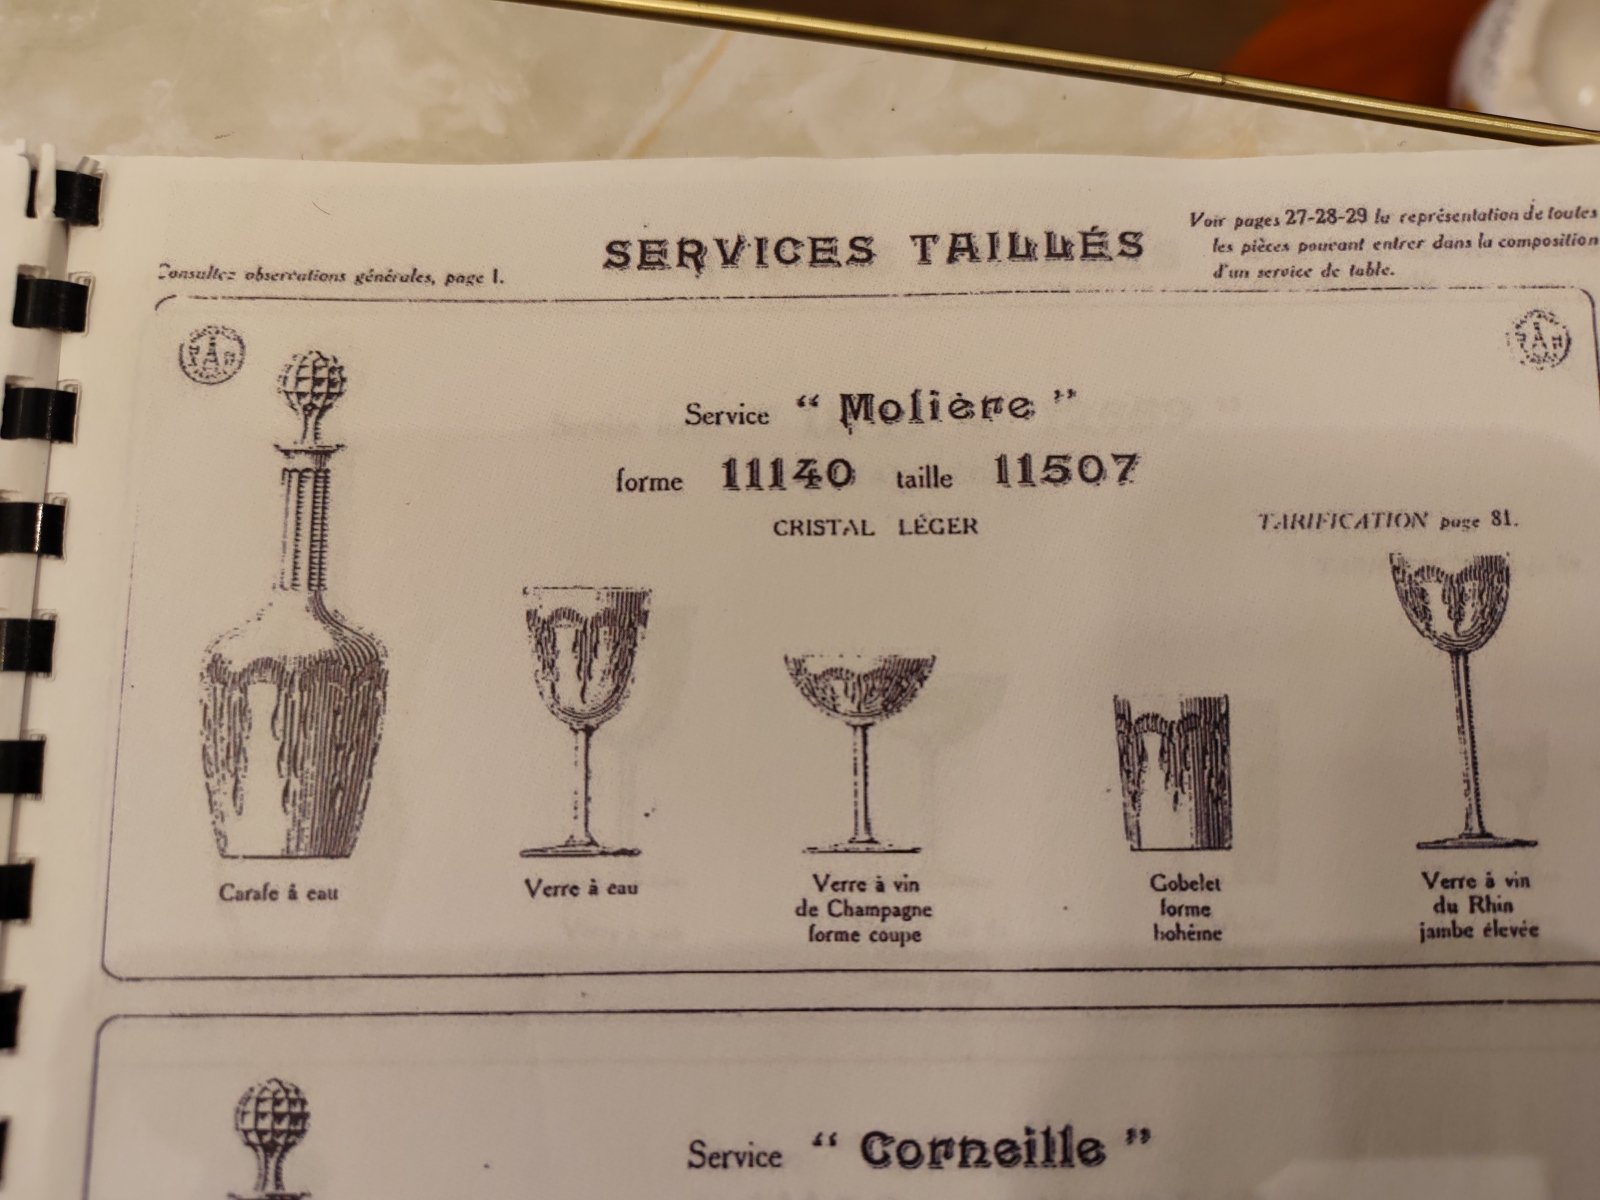 Consultez observations générales, page 1.
SERVICES TAILLÉS
Voir pages 27-28-29 la représentation de toutes
les pièces pouvant entrer dans la composition
d'un service de table.
Service “ Molière ”
forme 11140 taille 11507
CRISTAL LÉGER
TARIFICATION page 81.
Carafe à eau
Verre à eau
Verre à vin
de Champagne
forme coupe
Gobelet
forme
bohème
Verre à vin
du Rhin
jambe élevée
Service “ Corneille ”